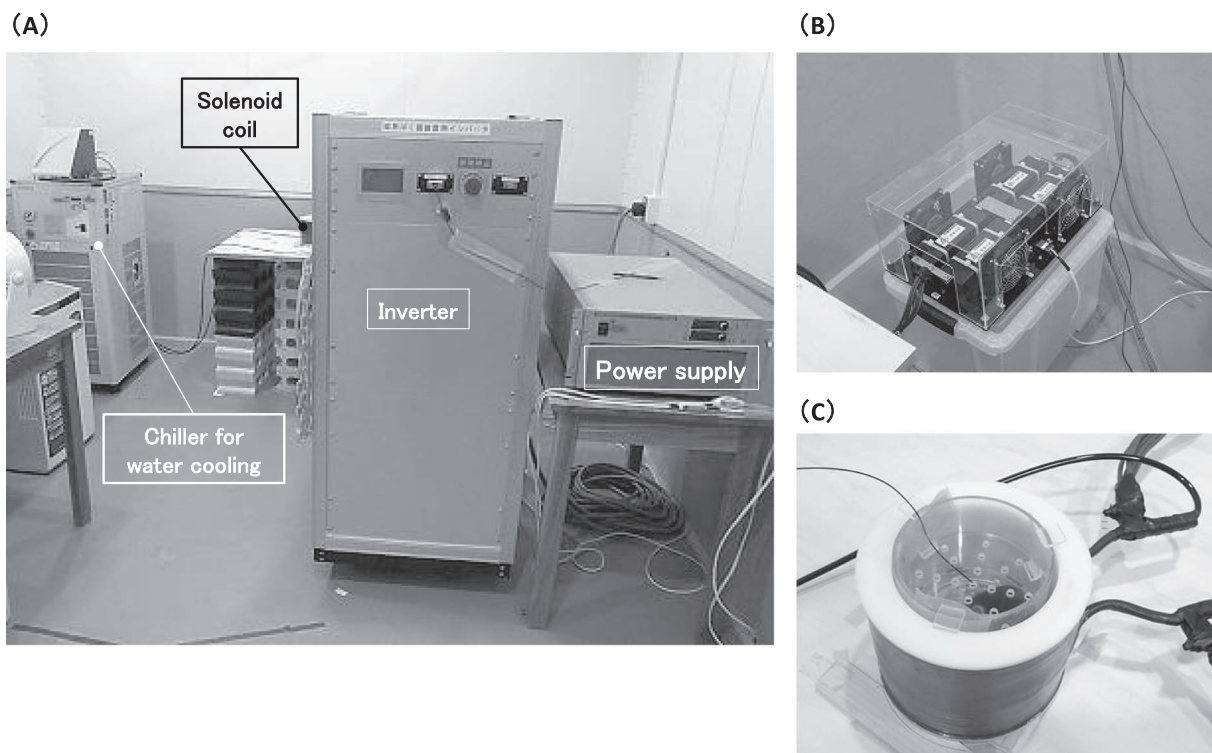 (A)
Solenoid
coil
Inverter
Power supply
Chiller for
water cooling
(B)
(C)